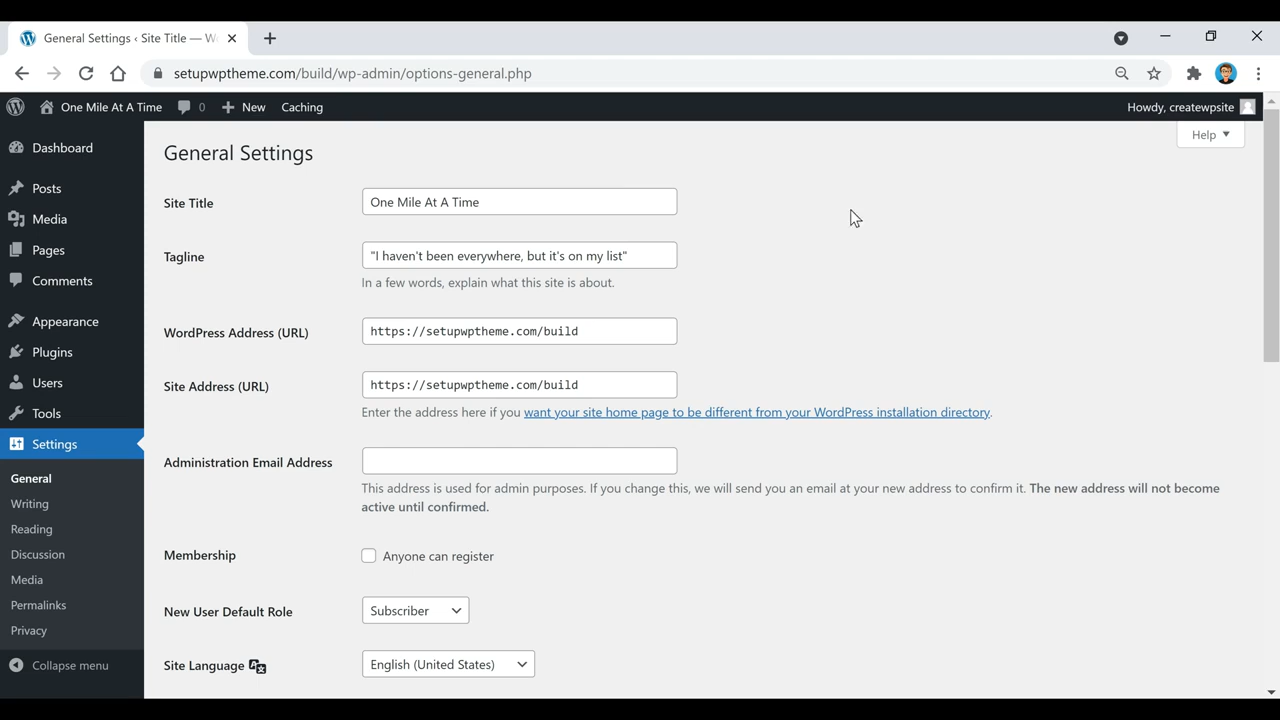 General Settings ‹ Site Title — W
setupwptheme.com/build/wp-admin/options-general.php
One Mile At A Time 0 New Caching Howdy, createwpsite
Help
Dashboard
Posts
Media
Pages
Comments
Appearance
Plugins
Users
Tools
Settings
General
Writing
Reading
Discussion
Media
Permalinks
Privacy
Collapse menu
General Settings
Site Title One Mile At A Time
Tagline "I haven't been everywhere, but it's on my list"
In a few words, explain what this site is about.
WordPress Address (URL) https://setupwptheme.com/build
Site Address (URL) https://setupwptheme.com/build
Enter the address here if you want your site home page to be different from your WordPress installation directory.
Administration Email Address
This address is used for admin purposes. If you change this, we will send you an email at your new address to confirm it. The new address will not become
active until confirmed.
Membership Anyone can register
New User Default Role Subscriber
Site Language English (United States)